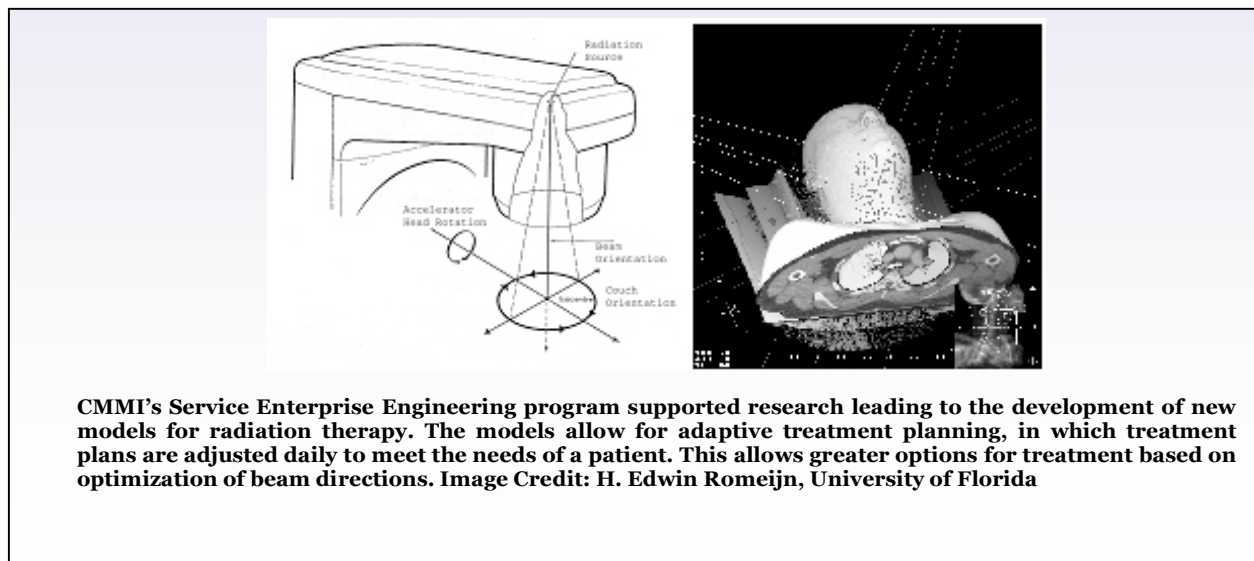 Radiation
Source
Accelerator
Head Rotation
Beam
Orientation
Couch
Orientation
CMMI’s Service Enterprise Engineering program supported research leading to the development of new
models for radiation therapy. The models allow for adaptive treatment planning, in which treatment
plans are adjusted daily to meet the needs of a patient. This allows greater options for treatment based on
optimization of beam directions. Image Credit: H. Edwin Romeijn, University of Florida